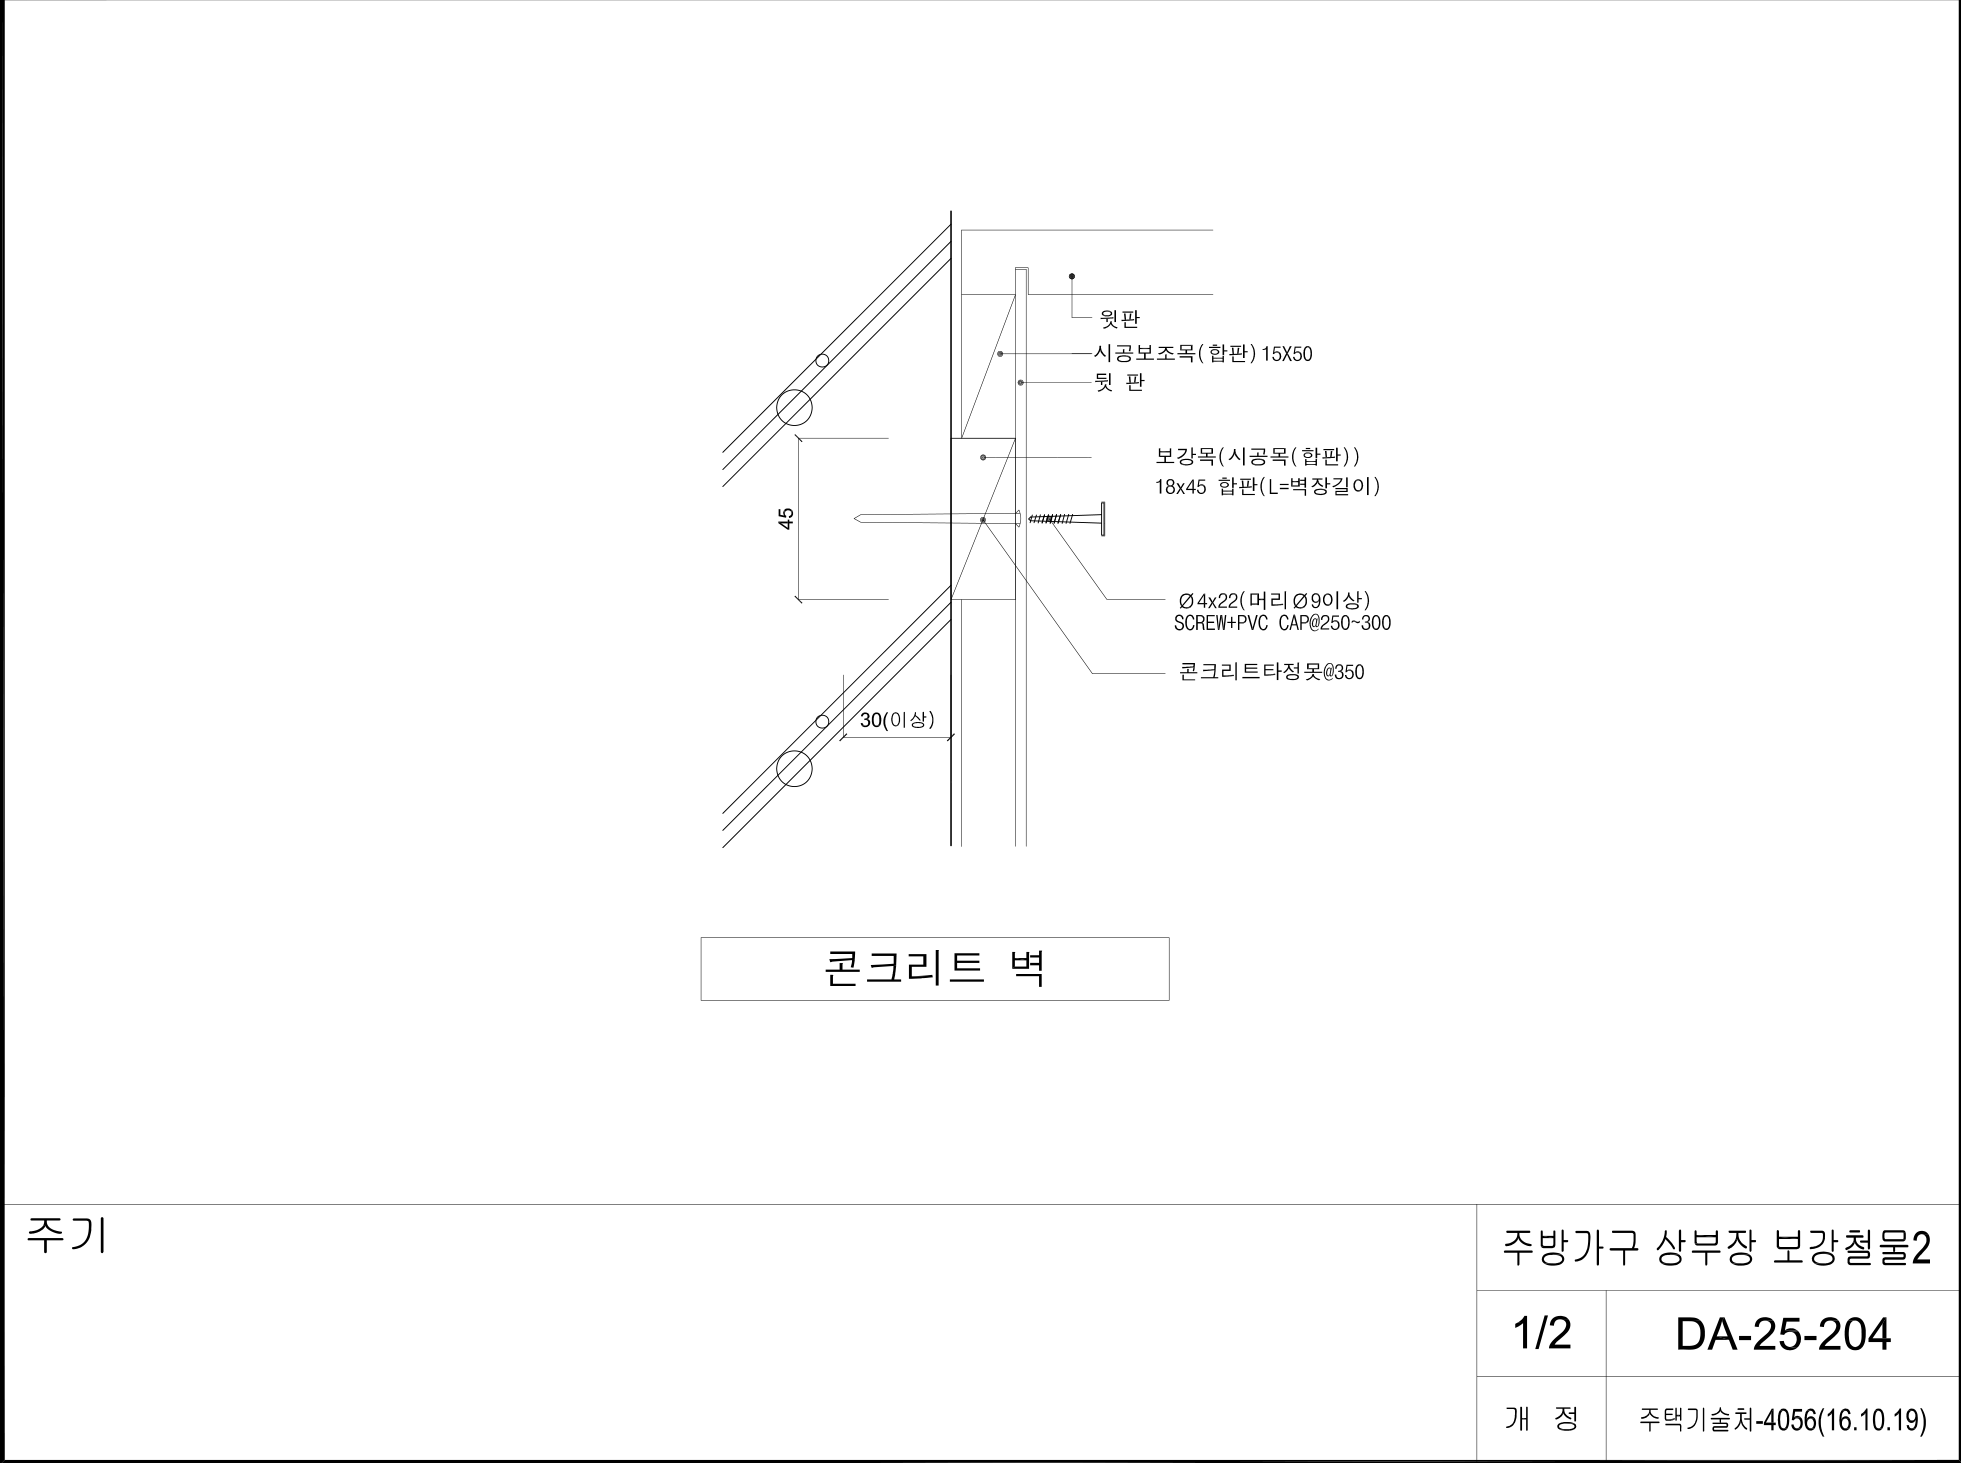 윗판
시공보조목(합판) 15X50
뒷 판
보강목(시공목(합판))
18x45 합판(L=벽장길이)
45
Ø4x22(머리Ø9이상)
SCREW+PVC CAP@250~300
콘크리트타정못@350
30(이상)
콘크리트 벽
주기
주방가구 상부장 보강철물2
1/2
DA-25-204
개 정
주택기술처-4056(16.10.19)